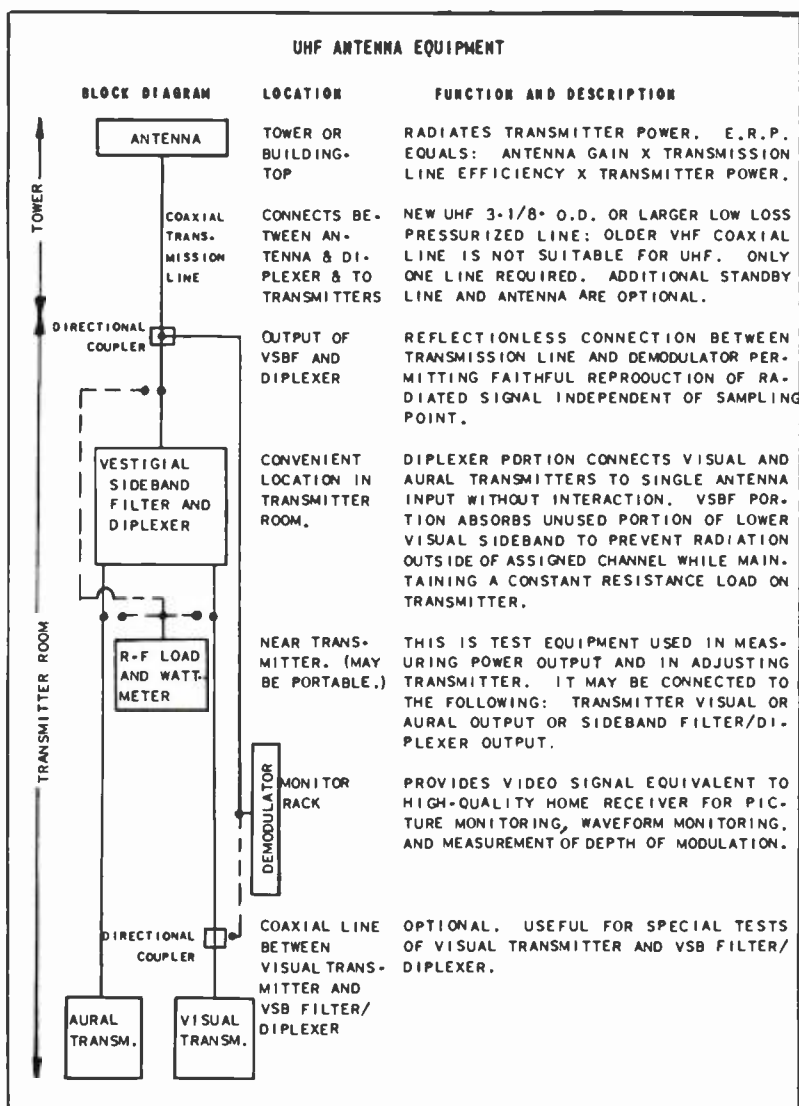 UHF ANTENNA EQUIPMENT
BLOCK DIAGRAM
LOCATION
FUNCTION AND DESCRIPTION
TOWER
TRANSMITTER ROOM
ANTENNA
TOWER OR
BUILDING-
TOP
RADIATES TRANSMITTER POWER. E.R.P.
EQUALS: ANTENNA GAIN X TRANSMISSION
LINE EFFICIENCY X TRANSMITTER POWER.
COAXIAL
TRANS-
MISSION
LINE
CONNECTS BE-
TWEEN AN-
TENNA & DI-
PLEXER & TO
TRANSMITTERS
NEW UHF 3-1/8" O.D. OR LARGER LOW LOSS
PRESSURIZED LINE; OLDER VHF COAXIAL
LINE IS NOT SUITABLE FOR UHF. ONLY
ONE LINE REQUIRED. ADDITIONAL STANDBY
LINE AND ANTENNA ARE OPTIONAL.
DIRECTIONAL
COUPLER
OUTPUT OF
VSBF AND
DIPLEXER
REFLECTIONLESS CONNECTION BETWEEN
TRANSMISSION LINE AND DEMODULATOR PER-
MITTING FAITHFUL REPRODUCTION OF RA-
DIATED SIGNAL INDEPENDENT OF SAMPLING
POINT.
VESTIGIAL
SIDEBAND
FILTER AND
DIPLEXER
CONVENIENT
LOCATION IN
TRANSMITTER
ROOM.
DIPLEXER PORTION CONNECTS VISUAL AND
AURAL TRANSMITTERS TO SINGLE ANTENNA
INPUT WITHOUT INTERACTION. VSBF POR-
TION ABSORBS UNUSED PORTION OF LOWER
VISUAL SIDEBAND TO PREVENT RADIATION
OUTSIDE OF ASSIGNED CHANNEL WHILE MAIN-
TAINING A CONSTANT RESISTANCE LOAD ON
TRANSMITTER.
R-F LOAD
AND WATT-
METER
NEAR TRANS-
MITTER. (MAY
BE PORTABLE.)
THIS IS TEST EQUIPMENT USED IN MEAS-
URING POWER OUTPUT AND IN ADJUSTING
TRANSMITTER. IT MAY BE CONNECTED TO
THE FOLLOWING: TRANSMITTER VISUAL OR
AURAL OUTPUT OR SIDEBAND FILTER/DI-
PLEXER OUTPUT.
DEMODULATOR
MONITOR
RACK
PROVIDES VIDEO SIGNAL EQUIVALENT TO
HIGH-QUALITY HOME RECEIVER FOR PIC-
TURE MONITORING, WAVEFORM MONITORING,
AND MEASUREMENT OF DEPTH OF MODULATION.
DIRECTIONAL
COUPLER
COAXIAL LINE
BETWEEN
VISUAL TRANS-
MITTER AND
VSB FILTER/
DIPLEXER
OPTIONAL. USEFUL FOR SPECIAL TESTS
OF VISUAL TRANSMITTER AND VSB FILTER/
DIPLEXER.
AURAL
TRANSM.
VISUAL
TRANSM.